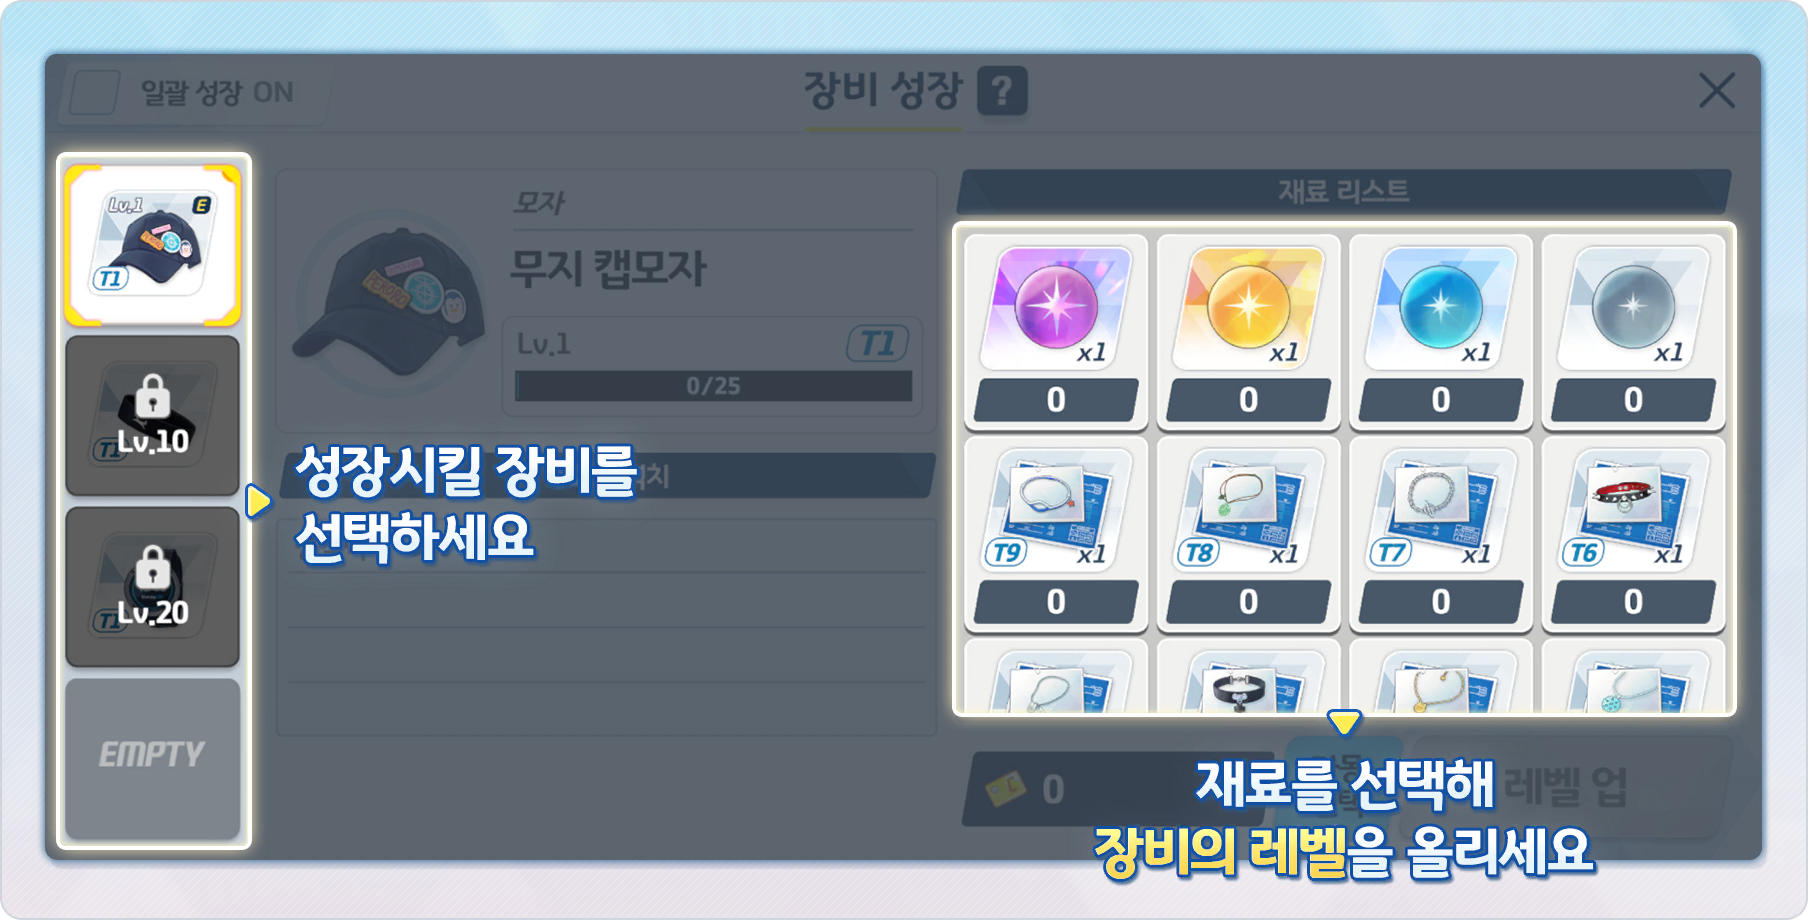 일괄 성장 ON
장비 성장 ?
Lv.1 E
T1
Lv.10
T1
Lv.20
T1
EMPTY
모자
무지 캡모자
PEROPO
Lv.1 T1
0/25
성장시킬 장비를
선택하세요
재료 리스트
x1 x1 x1 x1
0 0 0 0
T9 x1 T8 x1 T7 x1 T6 x1
0 0 0 0
0
레벨 업
재료를 선택해
장비의 레벨을 올리세요